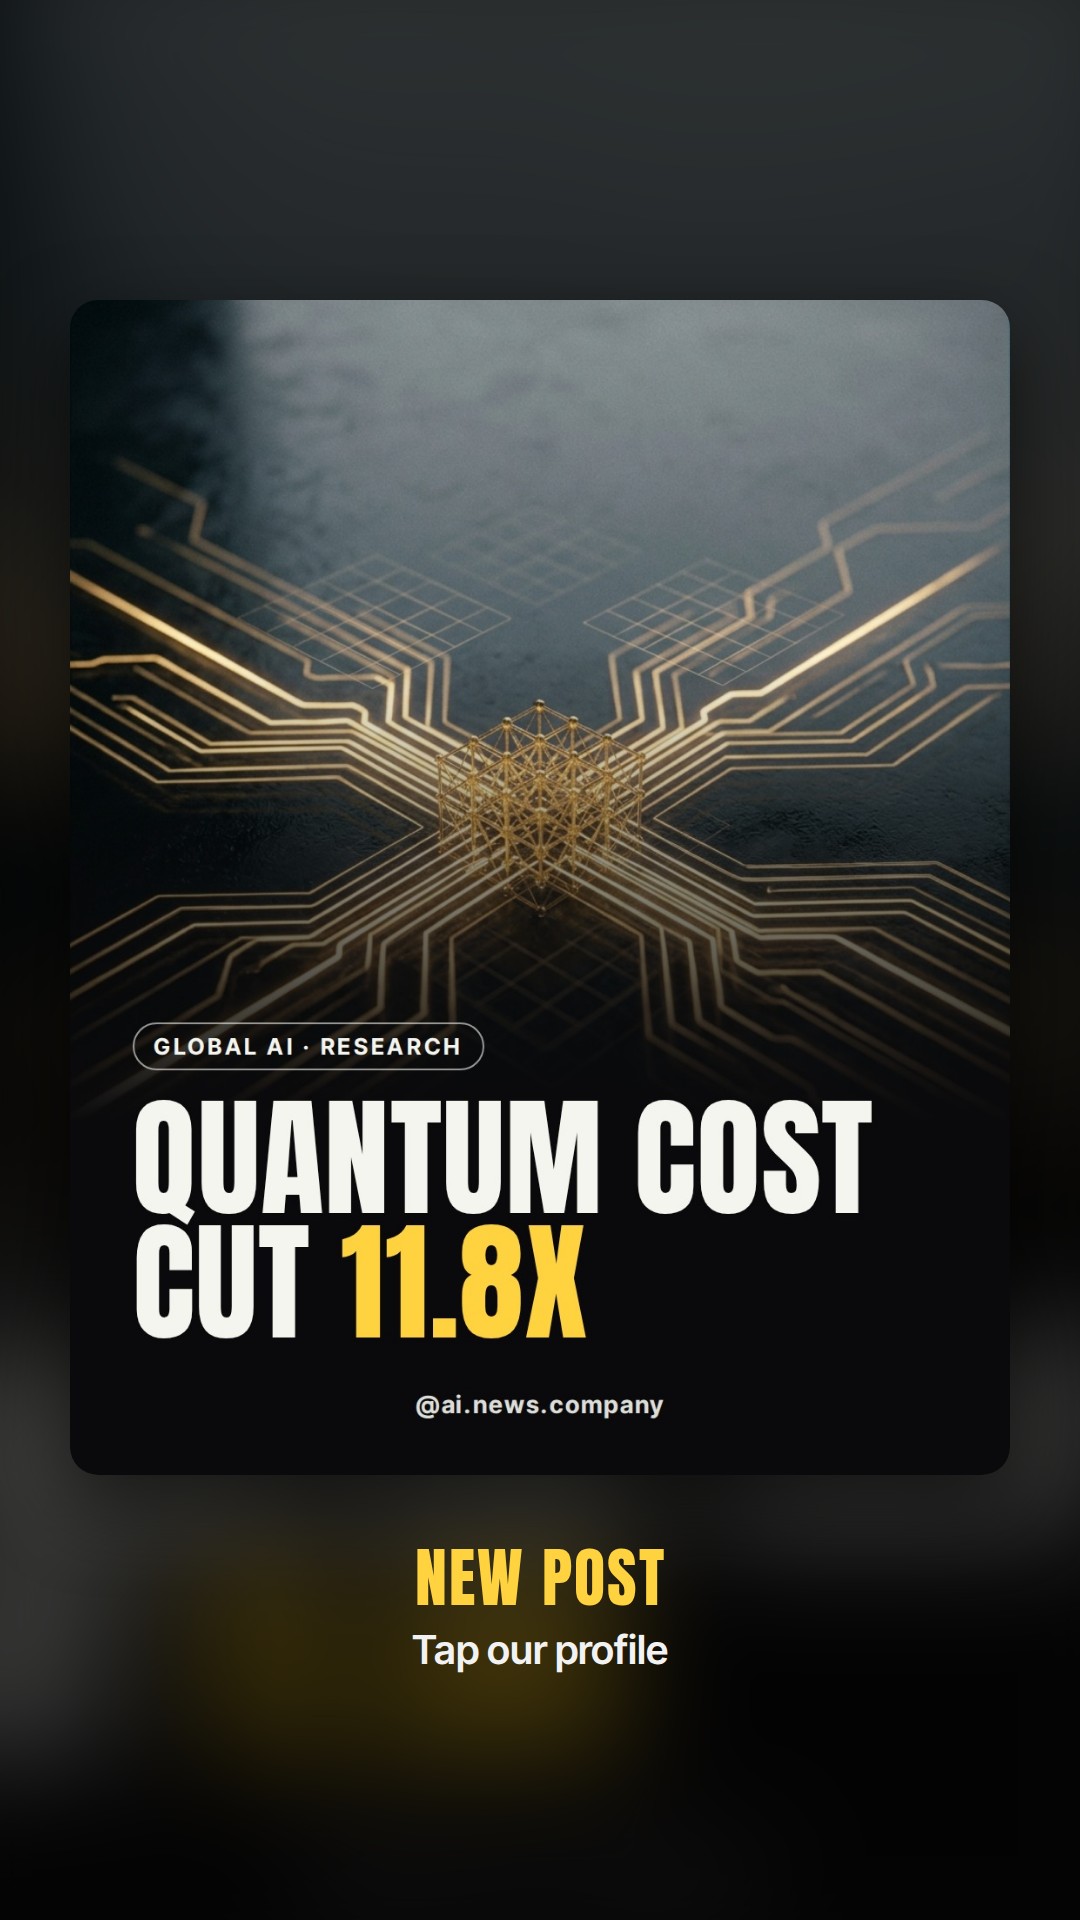 GLOBAL AI · RESEARCH
QUANTUM COST
CUT 11.8X
@ai.news.company
NEW POST
Tap our profile